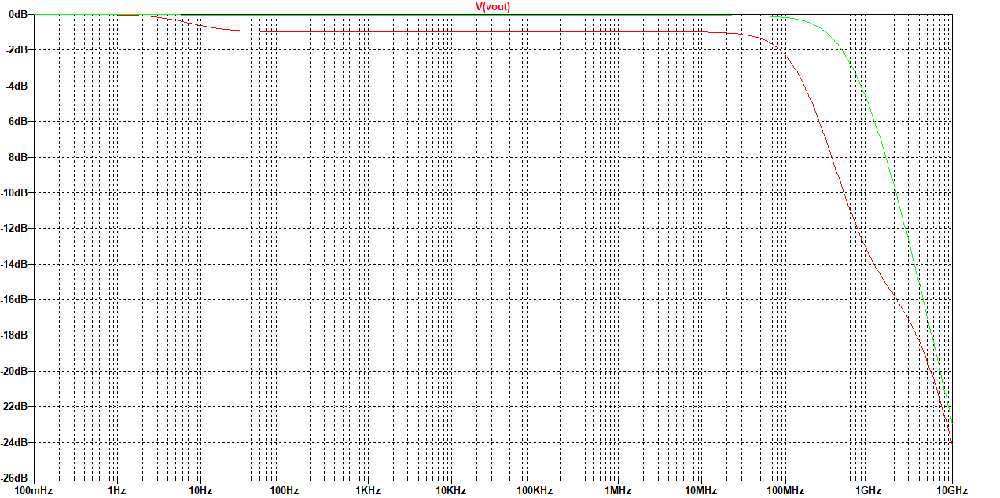 V(vout)
0dB
-2dB
-4dB
-6dB
-8dB
-10dB
-12dB
-14dB
-16dB
-18dB
-20dB
-22dB
-24dB
-26dB
100mHz 1Hz 10Hz 100Hz 1KHz 10KHz 100KHz 1MHz 10MHz 100MHz 1GHz 10GHz